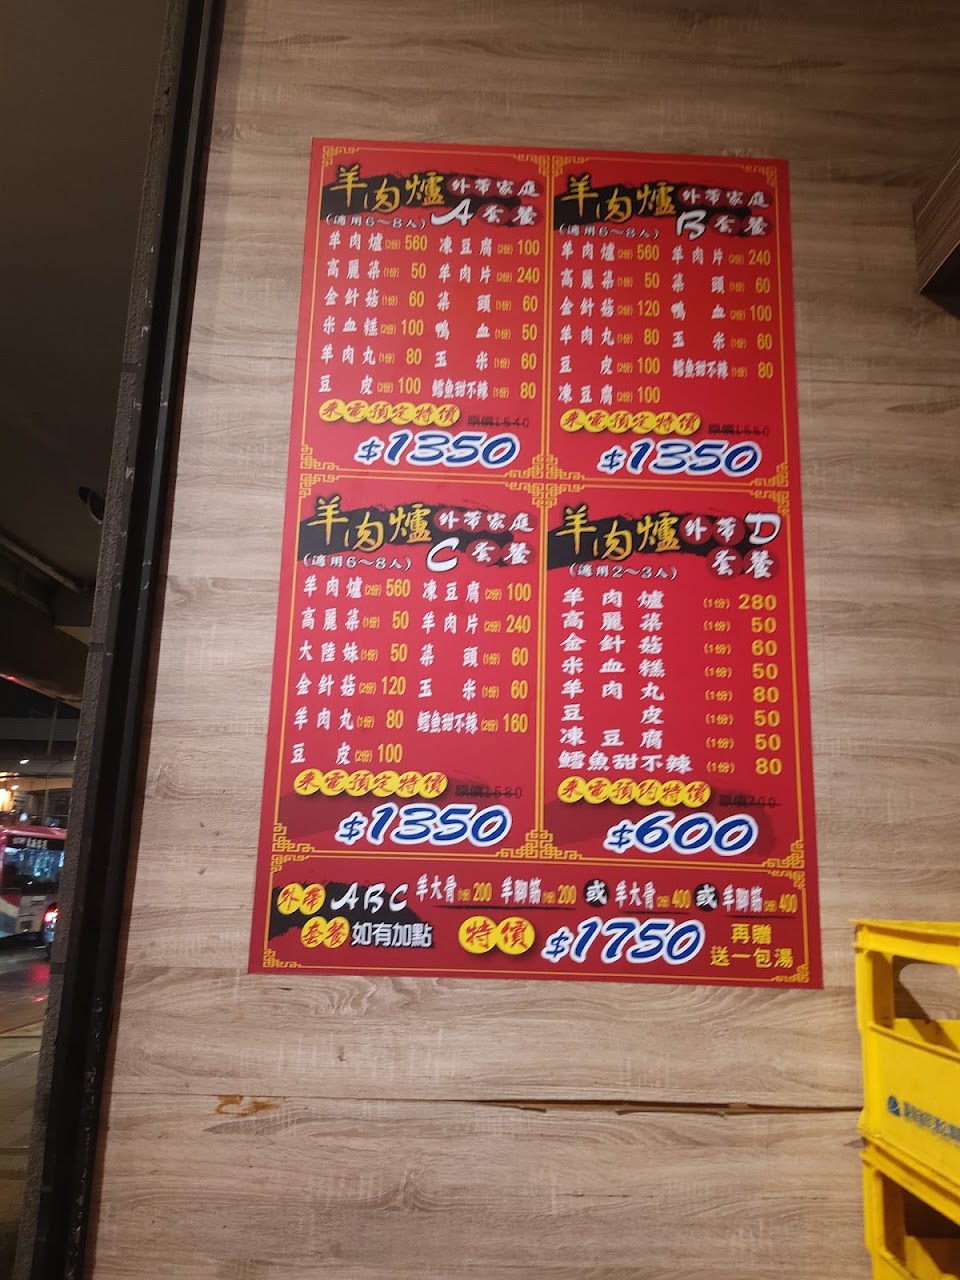 羊肉爐 外帶家庭
(適用6~8人) A 套餐
羊肉爐(2份)560 凍豆腐(2份)100
高麗菜(1份) 50 羊肉片(2份)240
金針菇(1份) 60 菜頭(1份) 60
米血糕(2份)100 鴨血(1份) 50
羊肉丸(1份) 80 玉米(1份) 60
豆皮(2份)100 鱈魚甜不辣(1份) 80
來電預定特價 原價1540
$1350
羊肉爐 外帶家庭
(適用6~8人) B 套餐
羊肉爐(2份)560 羊肉片(2份)240
高麗菜(1份) 50 菜頭(1份) 60
金針菇(2份)120 鴨血(2份)100
羊肉丸(1份) 80 玉米(1份) 60
豆皮(2份)100 鱈魚甜不辣(1份) 80
凍豆腐(2份)100
來電預定特價 原價1550
$1350
羊肉爐 外帶家庭
(適用6~8人) C 套餐
羊肉爐(2份)560 凍豆腐(2份)100
高麗菜(1份) 50 羊肉片(2份)240
大陸妹(1份) 50 菜頭(1份) 60
金針菇(2份)120 玉米(1份) 60
羊肉丸(1份) 80 鱈魚甜不辣(2份)160
豆皮(2份)100
來電預定特價 原價1580
$1350
羊肉爐 外帶D
(適用2~3人) 套餐
羊肉爐 (1份) 280
高麗菜 (1份) 50
金針菇 (1份) 60
米血糕 (1份) 50
羊肉丸 (1份) 80
豆皮 (1份) 50
凍豆腐 (1份) 50
鱈魚甜不辣 (1份) 80
來電預約特價 原價700
$600
外帶 ABC 羊大骨(1份)200 羊腳筋(1份)200 或 羊大骨(2份)400 或 羊腳筋(2份)400
套餐 如有加點 特價 $1750 再贈
送一包湯